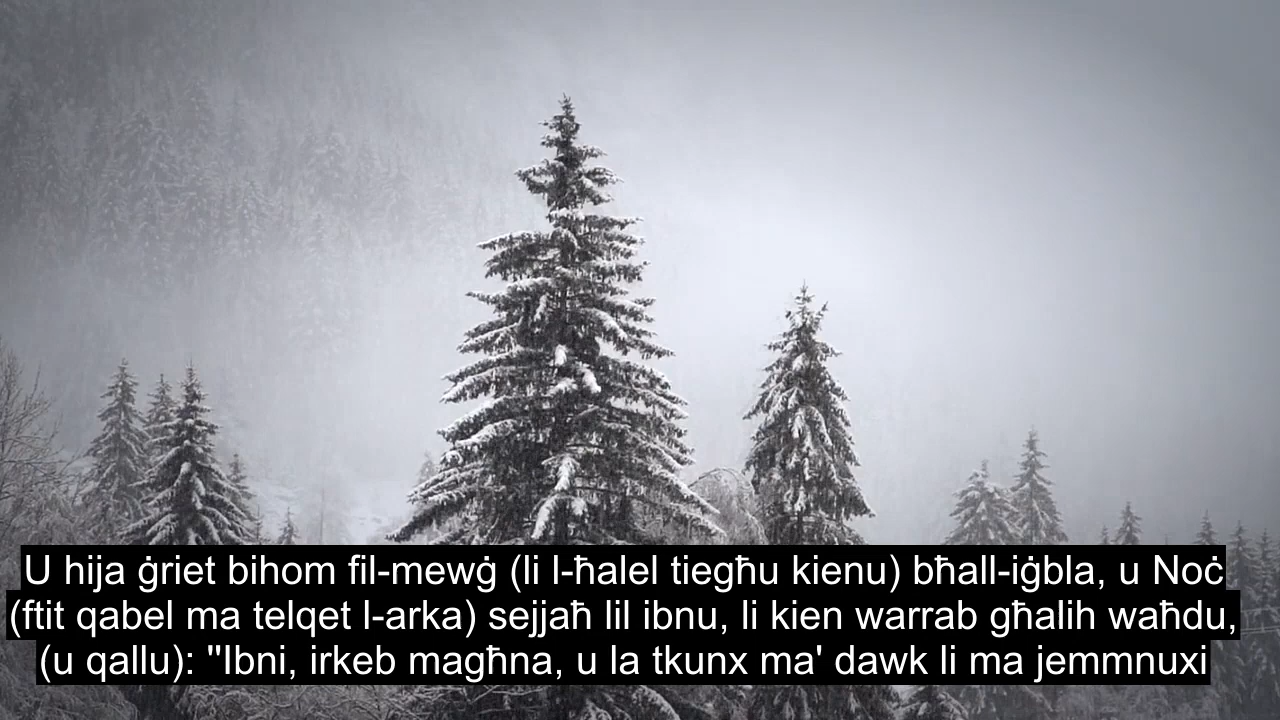 U hija ġriet bihom fil-mewġ (li l-ħalel tiegħu kienu) bħall-iġbla, u Noċ
(ftit qabel ma telqet l-arka) sejjaħ lil ibnu, li kien warrab għalih waħdu,
(u qallu): "Ibni, irkeb magħna, u la tkunx ma' dawk li ma jemmnuxi